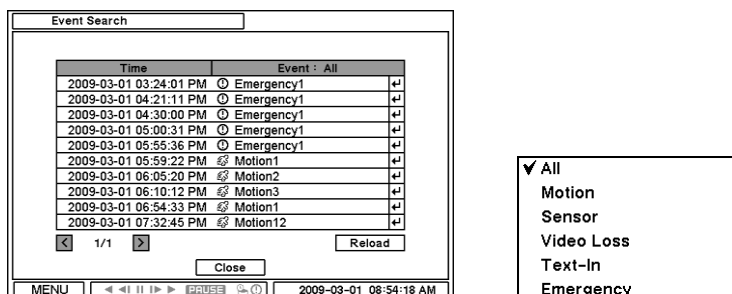 Event Search
Time Event : All
2009-03-01 03:24:01 PM Emergency1
2009-03-01 04:21:11 PM Emergency1
2009-03-01 04:30:00 PM Emergency1
2009-03-01 05:00:31 PM Emergency1
2009-03-01 05:55:36 PM Emergency1
2009-03-01 05:59:22 PM Motion1
2009-03-01 06:05:20 PM Motion2
2009-03-01 06:10:12 PM Motion3
2009-03-01 06:54:33 PM Motion1
2009-03-01 07:32:45 PM Motion12
1/1 Reload
Close
MENU PAUSE 2009-03-01 08:54:18 AM
All
Motion
Sensor
Video Loss
Text-In
Emergency